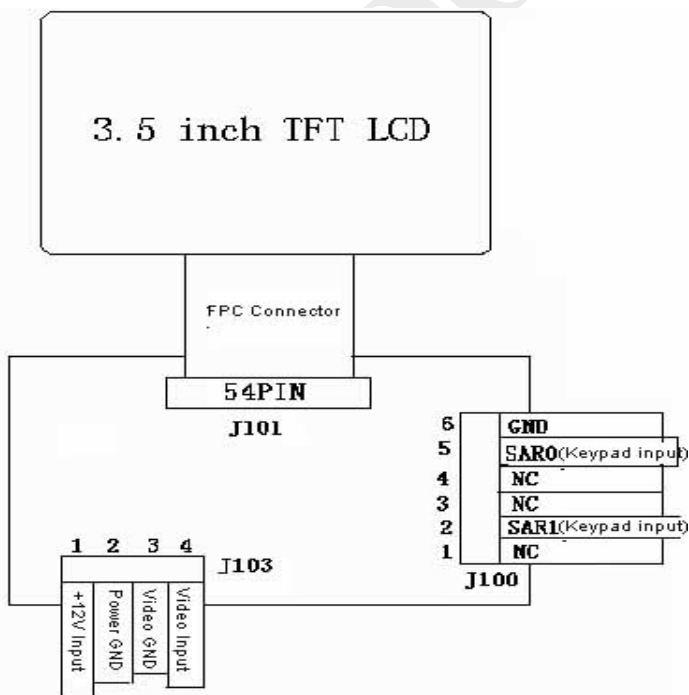 3.5 inch TFT LCD
FPC Connector
54PIN
J101
6 GND
5 SAR0(Keypad input)
4 NC
3 NC
2 SAR1(Keypad input)
1 NC
J100
1 2 3 4
J103
+12V Input
Power GND
Video GND
Video Input